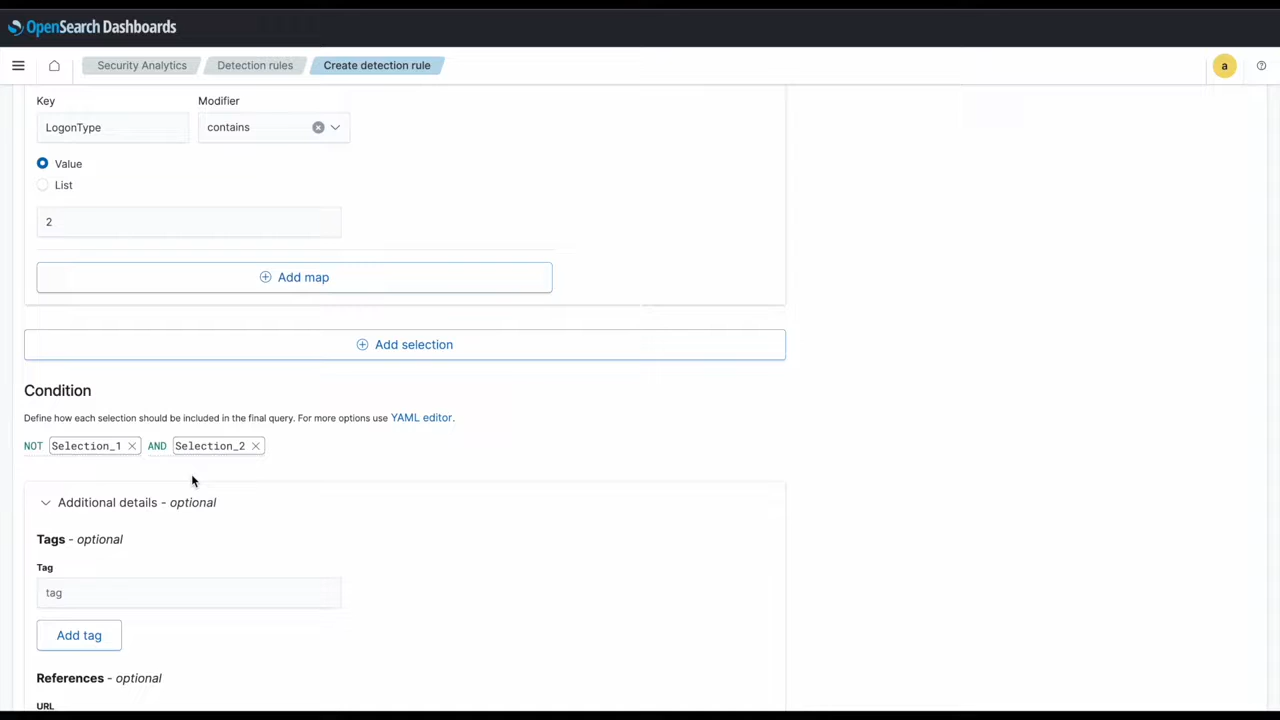 OpenSearch Dashboards
Security Analytics Detection rules Create detection rule a
Key Modifier
LogonType contains
Value
List
2
Add map
Add selection
Condition
Define how each selection should be included in the final query. For more options use YAML editor.
NOT Selection_1 AND Selection_2
Additional details - optional
Tags - optional
Tag
tag
Add tag
References - optional
URL